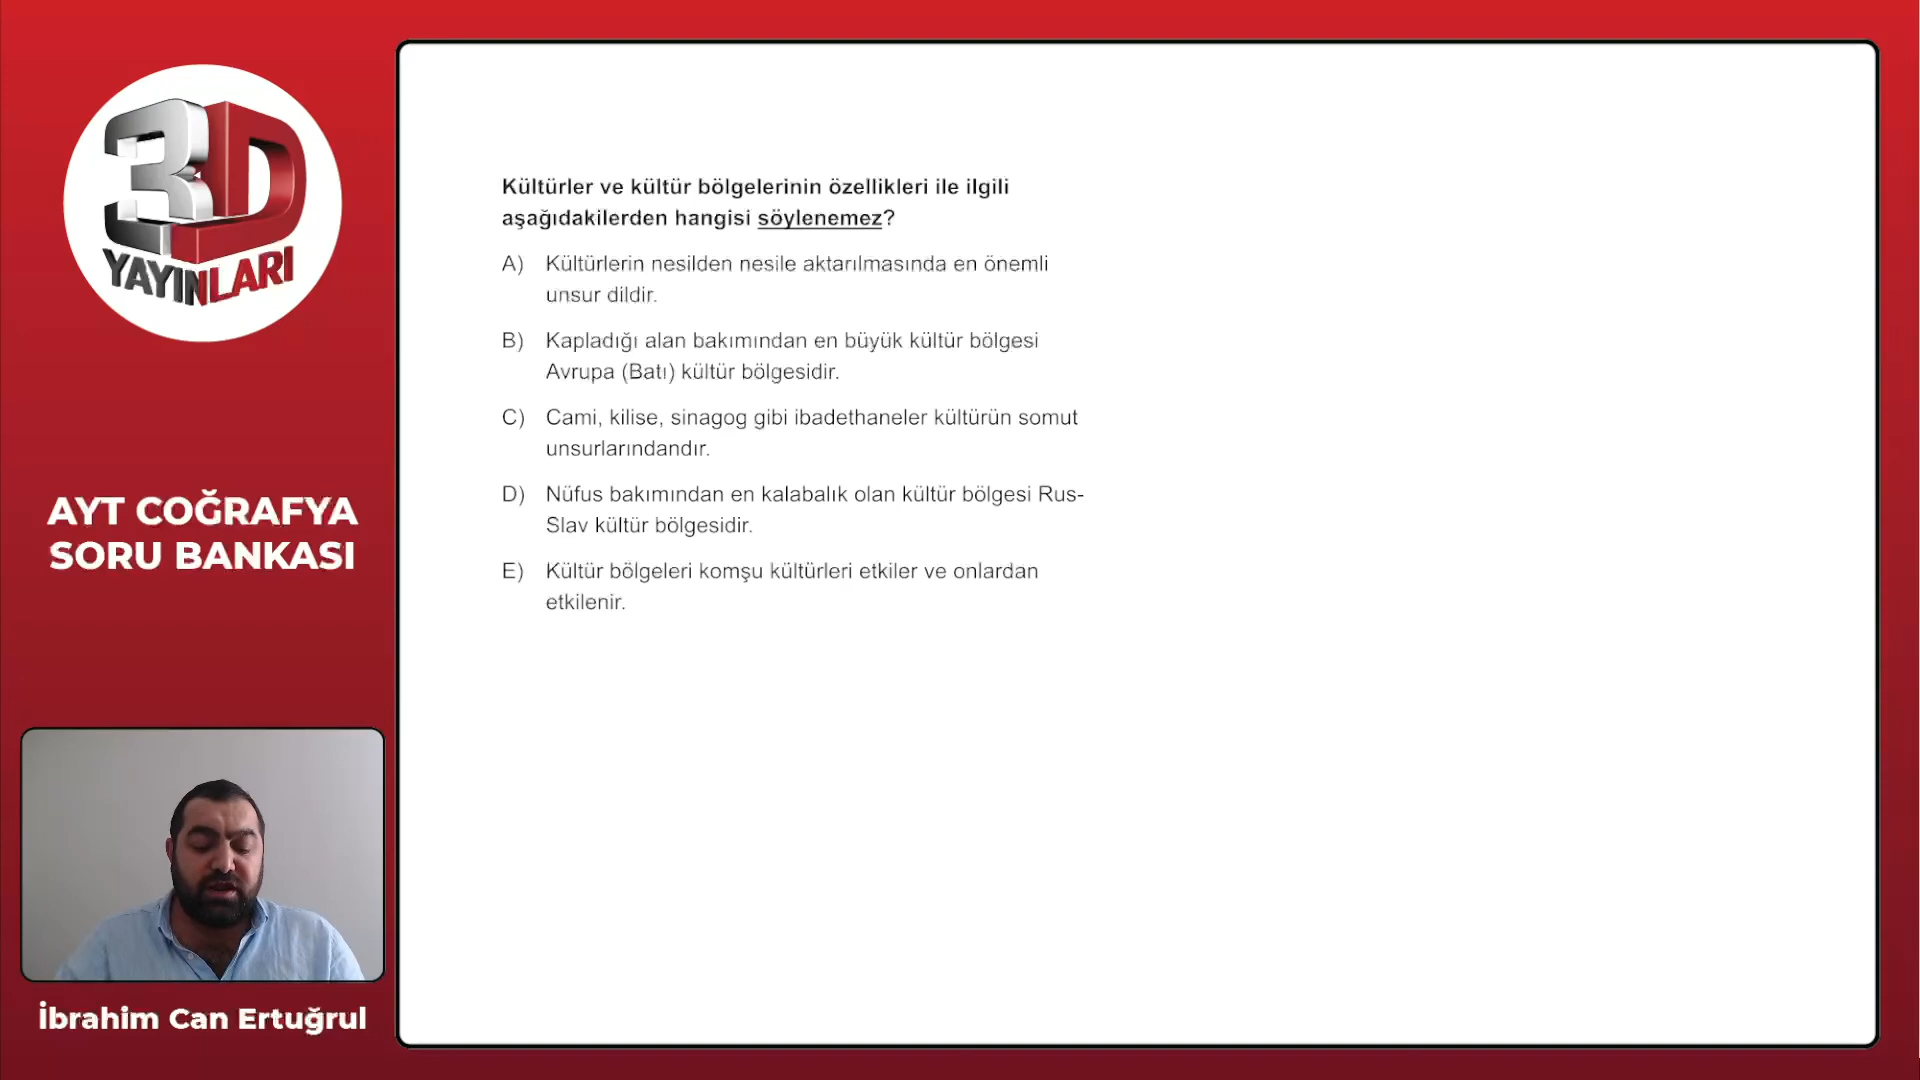 3D
YAYINLARI
AYT COĞRAFYA
SORU BANKASI
İbrahim Can Ertuğrul
Kültürler ve kültür bölgelerinin özellikleri ile ilgili
aşağıdakilerden hangisi söylenemez?
A) Kültürlerin nesilden nesile aktarılmasında en önemli
unsur dildir.
B) Kapladığı alan bakımından en büyük kültür bölgesi
Avrupa (Batı) kültür bölgesidir.
C) Cami, kilise, sinagog gibi ibadethaneler kültürün somut
unsurlarındandır.
D) Nüfus bakımından en kalabalık olan kültür bölgesi Rus-
Slav kültür bölgesidir.
E) Kültür bölgeleri komşu kültürleri etkiler ve onlardan
etkilenir.